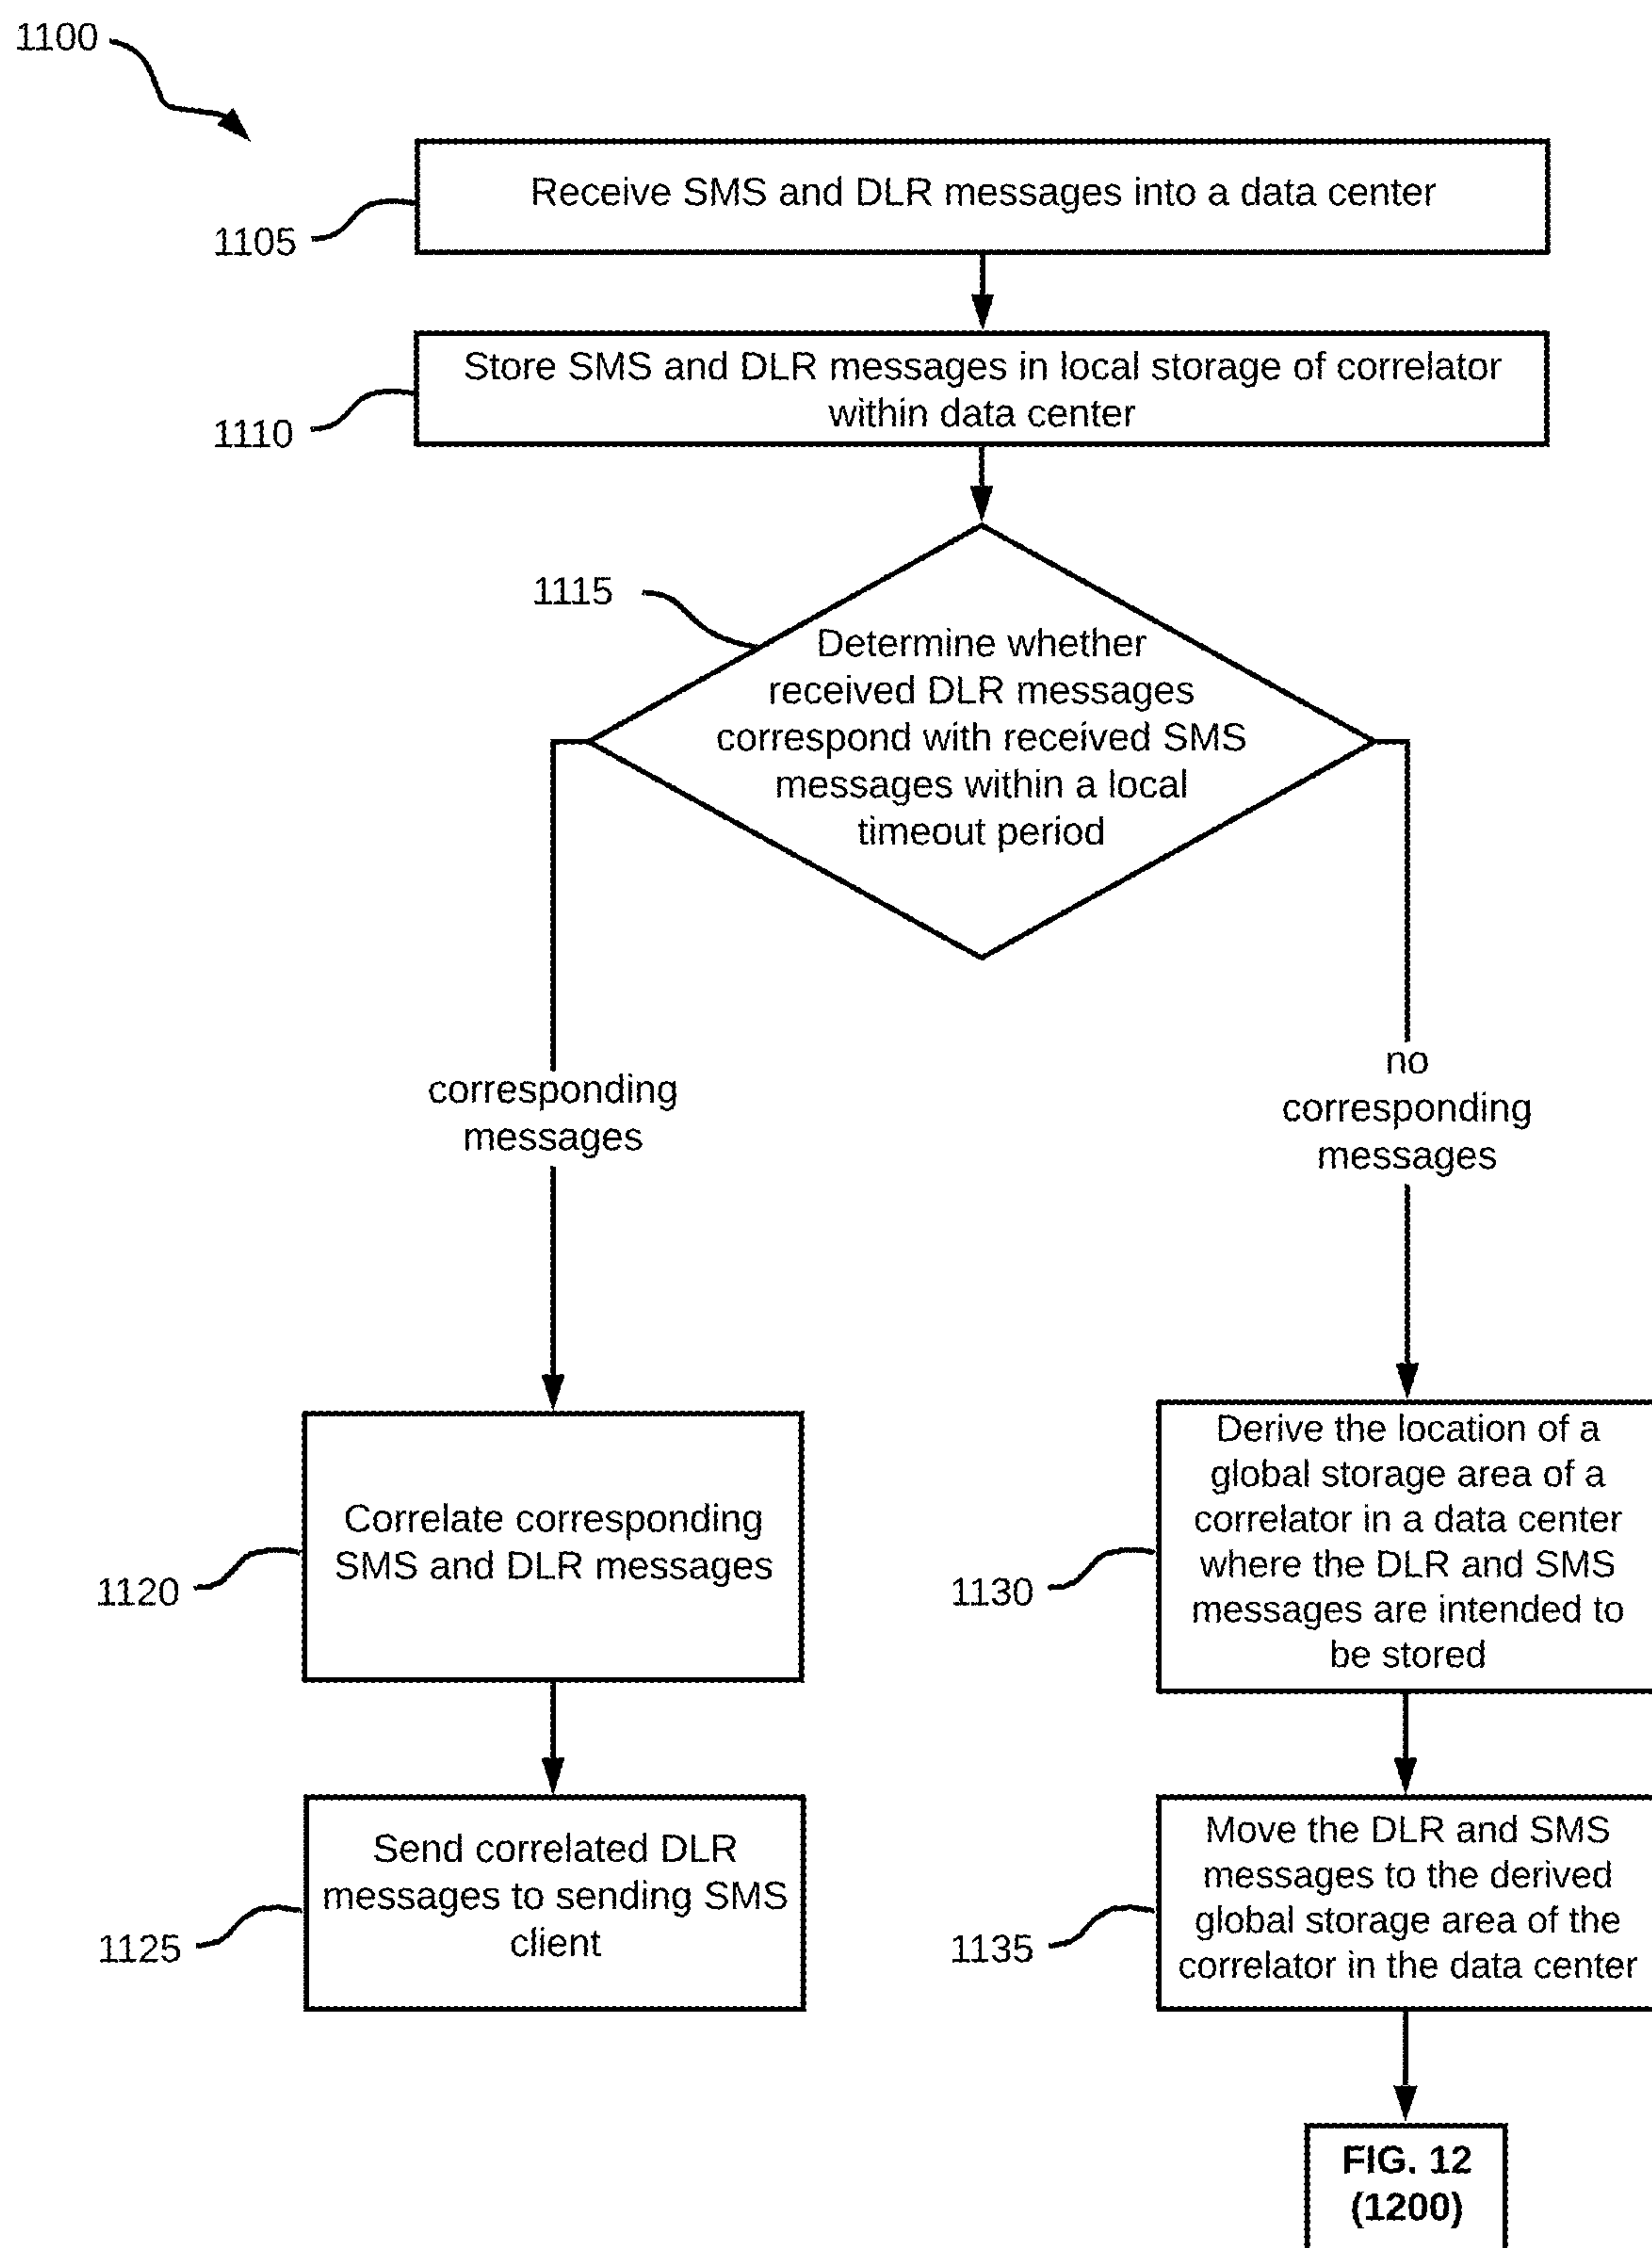 1100
Receive SMS and DLR messages into a data center
1105
Store SMS and DLR messages in local storage of correlator
within data center
1110
1115
Determine whether
received DLR messages
correspond with received SMS
messages within a local
timeout period
corresponding
messages
no
corresponding
messages
Correlate corresponding
SMS and DLR messages
1120
Derive the location of a
global storage area of a
correlator in a data center
where the DLR and SMS
messages are intended to
be stored
1130
Send correlated DLR
messages to sending SMS
client
1125
Move the DLR and SMS
messages to the derived
global storage area of the
correlator in the data center
1135
FIG. 12
(1200)